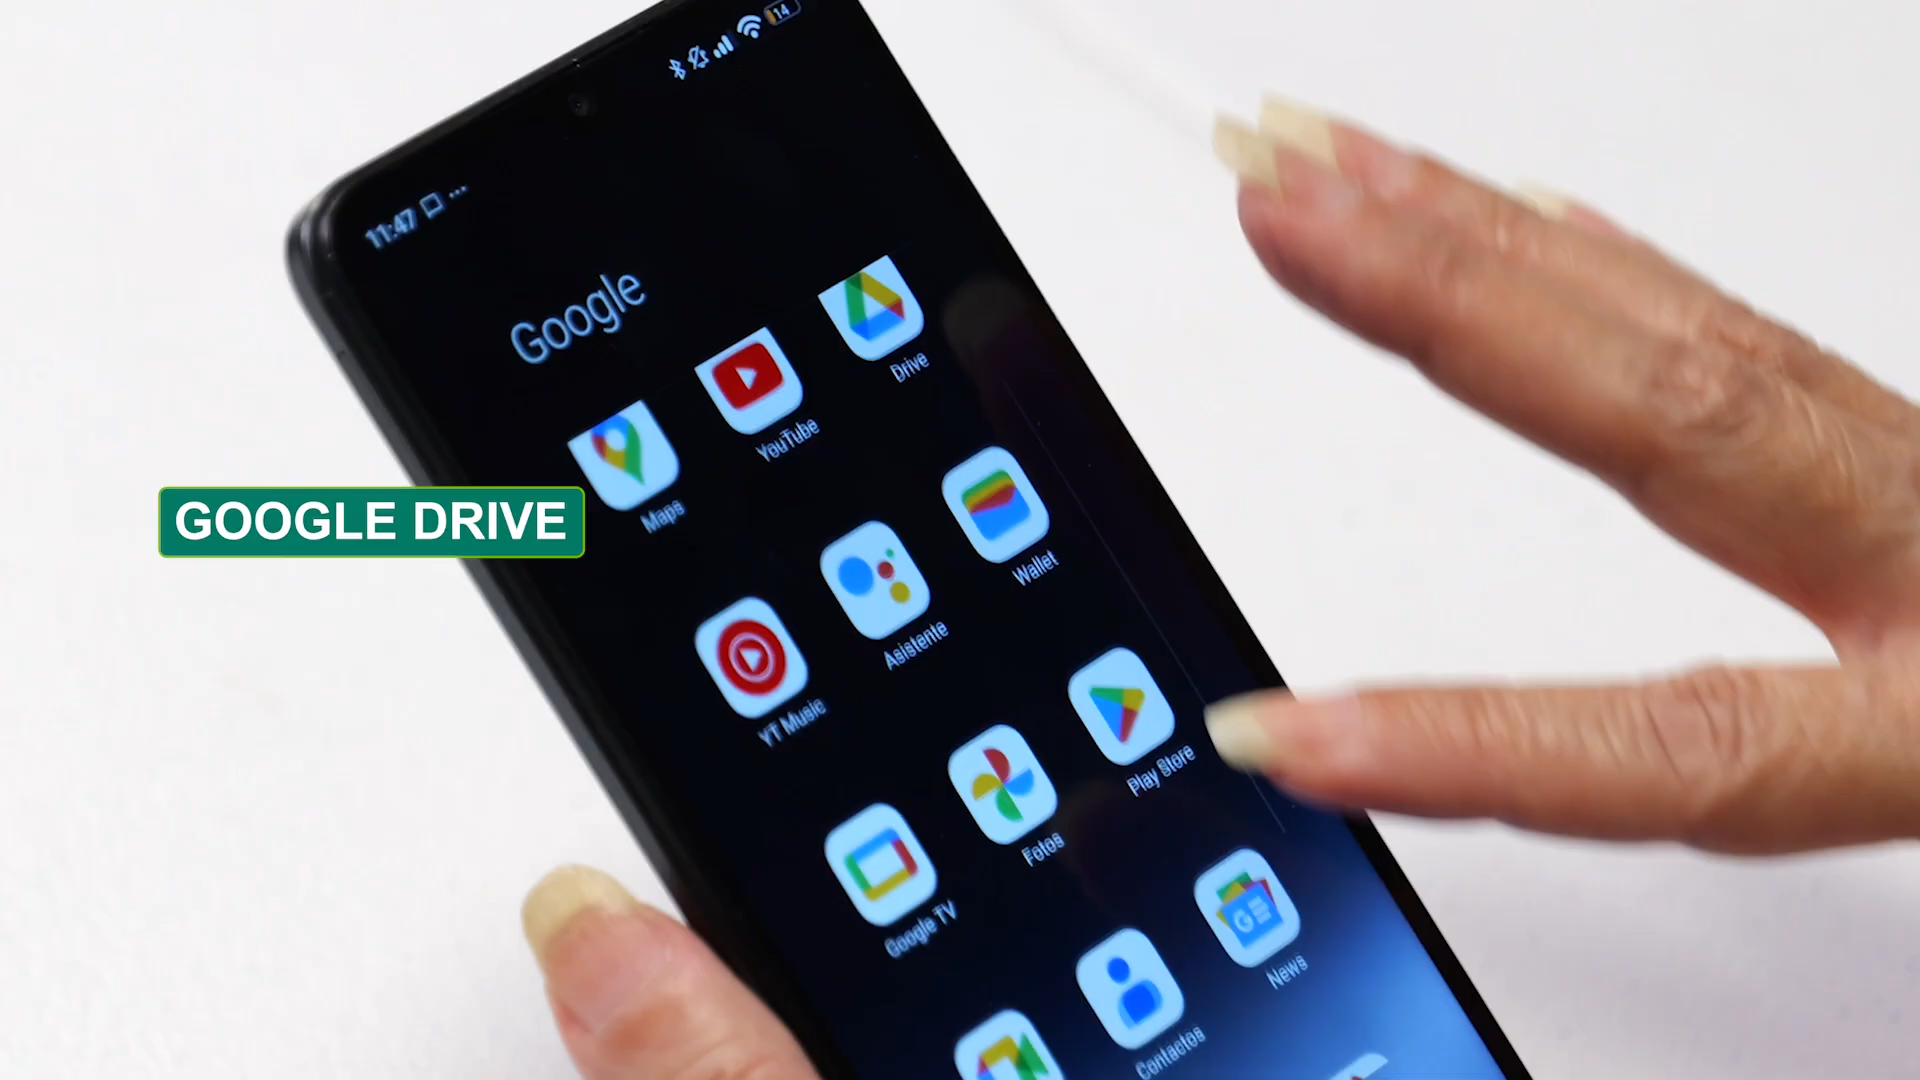 14
11:47
Google
Maps
YouTube
Drive
GOOGLE DRIVE
YT Music
Asistente
Wallet
Google TV
Fotos
Play Store
Contactos
News